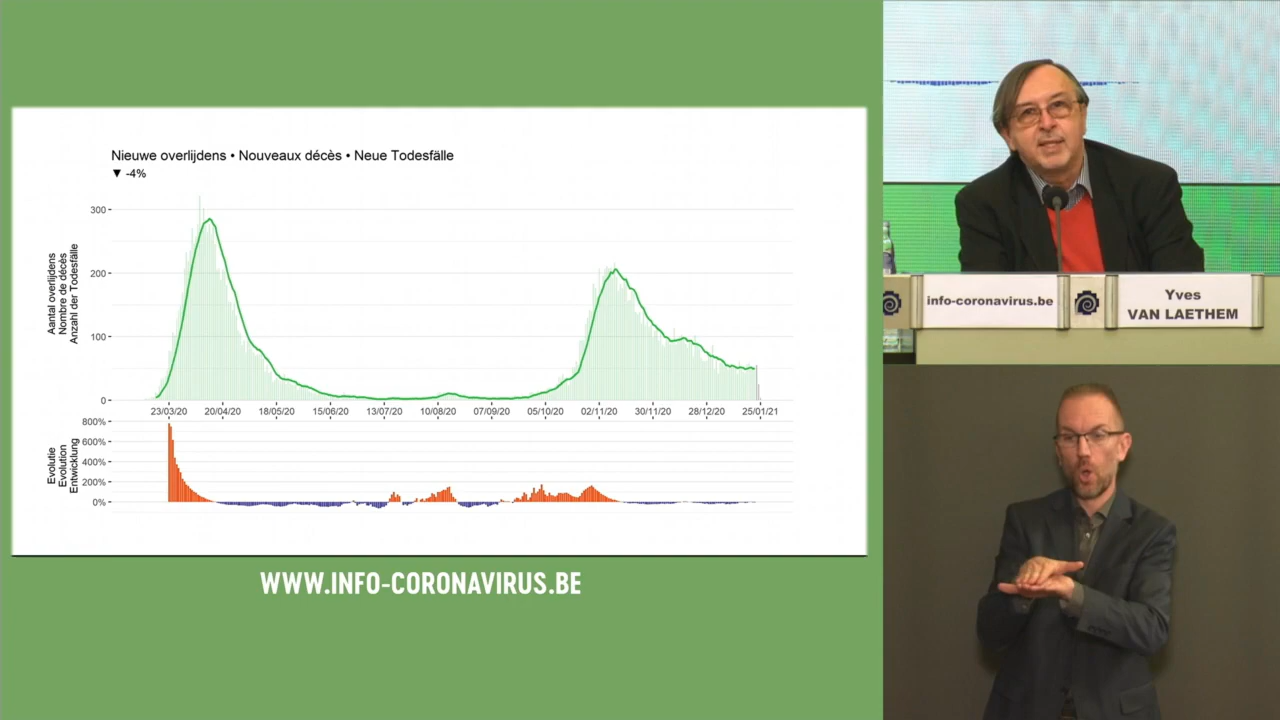 Nieuwe overlijdens • Nouveaux décès • Neue Todesfälle
▼ -4%
Aantal overlijdens
Nombre de décès
Anzahl der Todesfälle
300
200
100
0
23/03/20 20/04/20 18/05/20 15/06/20 13/07/20 10/08/20 07/09/20 05/10/20 02/11/20 30/11/20 28/12/20 25/01/21
Evolutie
Evolution
Entwicklung
800%
600%
400%
200%
0%
WWW.INFO-CORONAVIRUS.BE
info-coronavirus.be
Yves
VAN LAETHEM